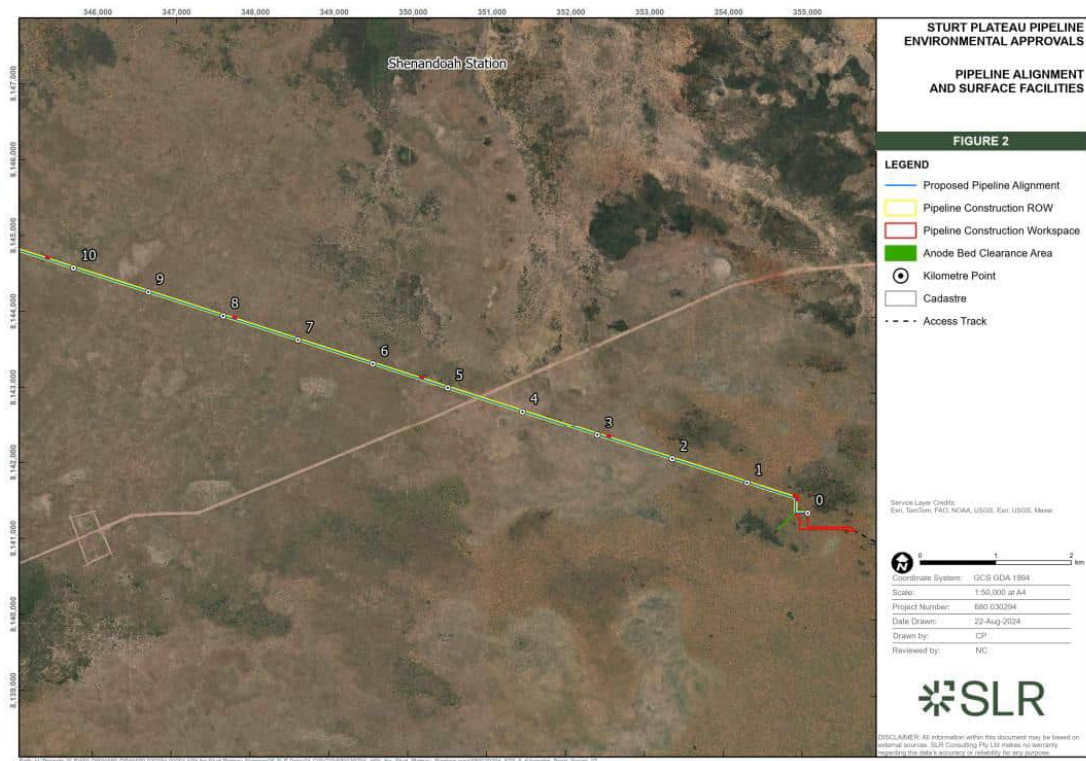 346,000 347,000 348,000 349,000 350,000 351,000 352,000 353,000 354,000 355,000
8,147,000
8,146,000
8,145,000
8,144,000
8,143,000
8,142,000
8,141,000
8,140,000
8,139,000
Shenandoah Station
10
9
8
7
6
5
4
3
2
1
0
STURT PLATEAU PIPELINE
ENVIRONMENTAL APPROVALS
PIPELINE ALIGNMENT
AND SURFACE FACILITIES
FIGURE 2
LEGEND
Proposed Pipeline Alignment
Pipeline Construction ROW
Pipeline Construction Workspace
Anode Bed Clearance Area
Kilometre Point
Cadastre
Access Track
Service Layer Credits:
Esri, TomTom, FAO, NOAA, USGS, Esri, USGS, Maxar
N
0 1 2
km
Coordinate System: GCS GDA 1994
Scale: 1:50,000 at A4
Project Number: 680.030294
Date Drawn: 22-Aug-2024
Drawn by: CP
Reviewed by: NC
SLR
DISCLAIMER: All information within this document may be based on
external sources. SLR Consulting Pty Ltd makes no warranty
regarding the data's accuracy or reliability for any purpose.